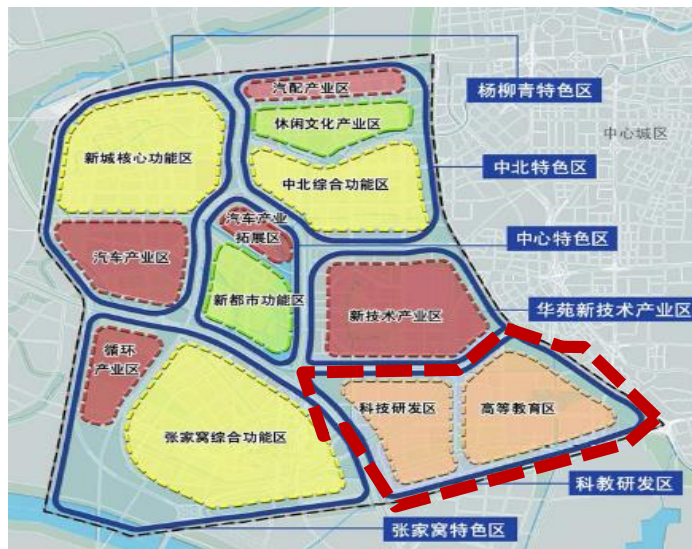 汽配产业区
杨柳青特色区
休闲文化产业区
中心城区
新城核心功能区
中北特色区
中北综合功能区
汽车产业
拓展区
中心特色区
汽车产业区
新都市功能区
新技术产业区
华苑新技术产业区
循环
产业区
科技研发区
高等教育区
张家窝综合功能区
科教研发区
张家窝特色区